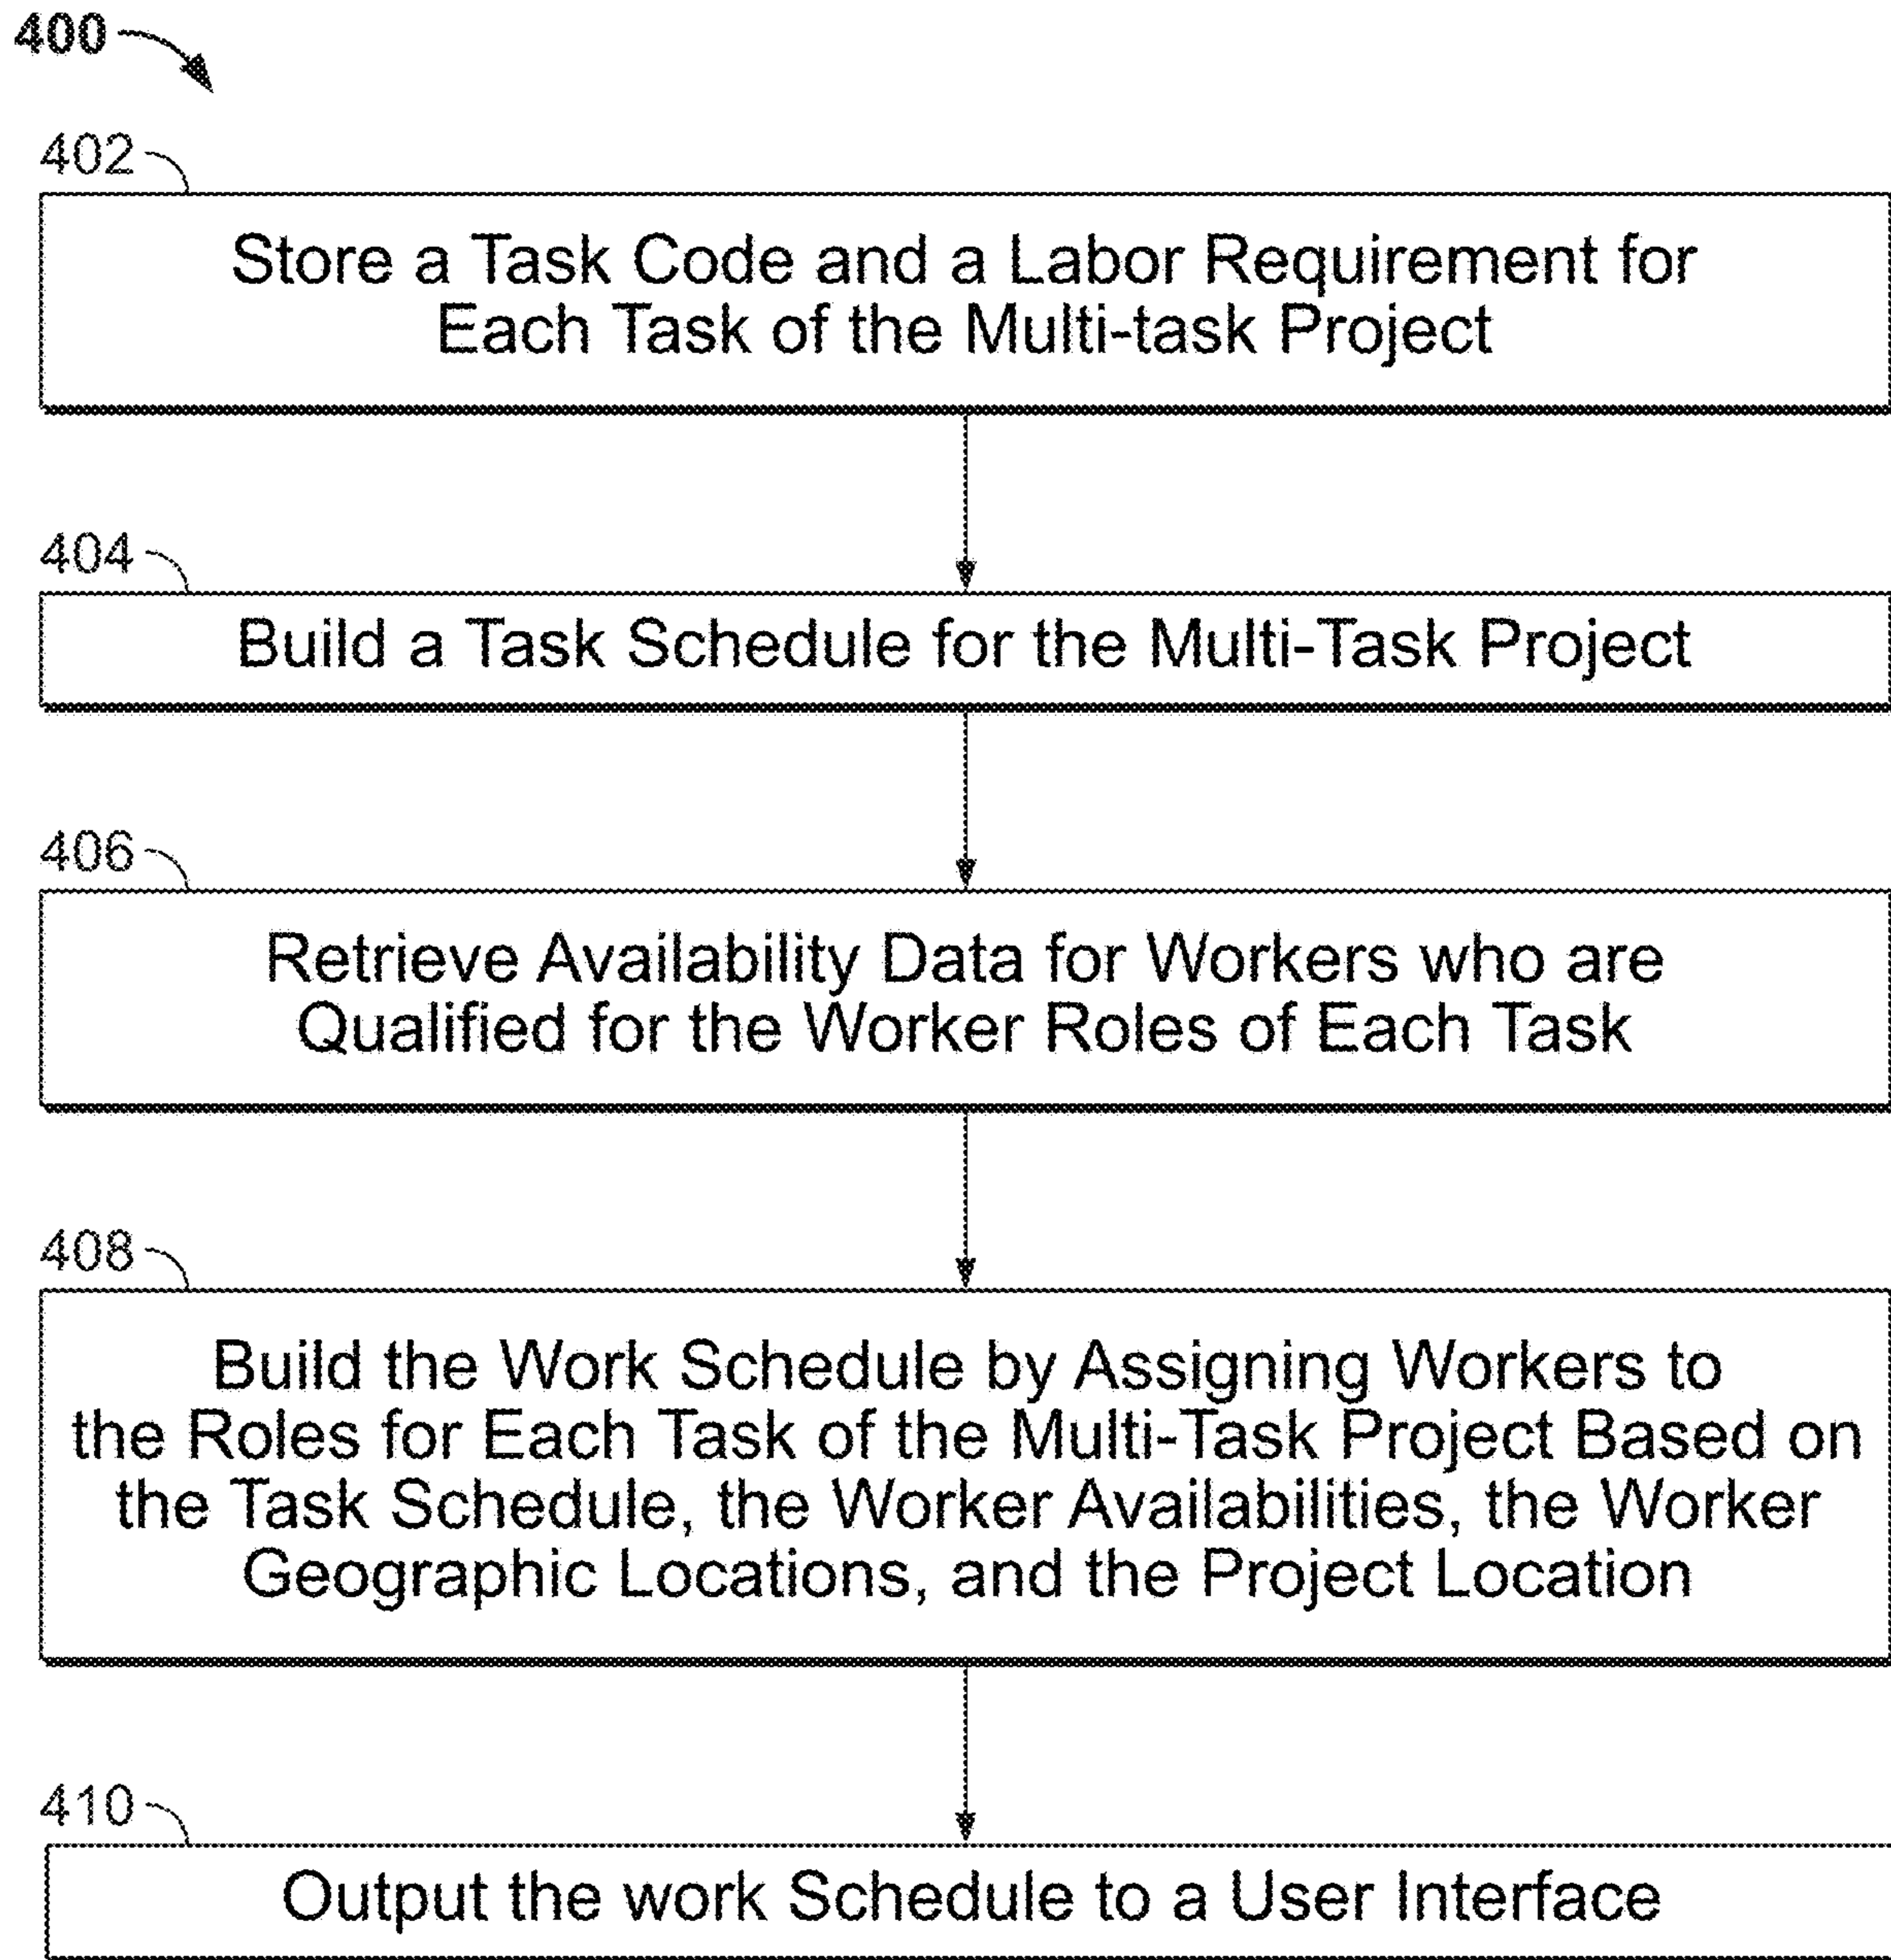 400
402
Store a Task Code and a Labor Requirement for
Each Task of the Multi-task Project
404
Build a Task Schedule for the Multi-Task Project
406
Retrieve Availability Data for Workers who are
Qualified for the Worker Roles of Each Task
408
Build the Work Schedule by Assigning Workers to
the Roles for Each Task of the Multi-Task Project Based on
the Task Schedule, the Worker Availabilities, the Worker
Geographic Locations, and the Project Location
410
Output the work Schedule to a User Interface